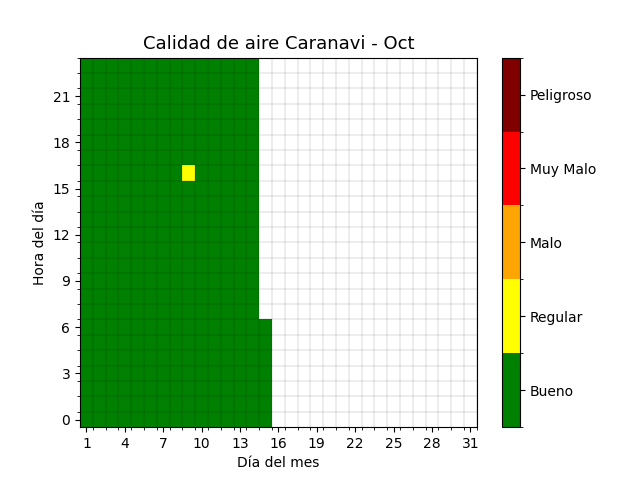 Calidad de aire Caranavi - Oct
Hora del día
21
18
15
12
9
6
3
0
1 4 7 10 13 16 19 22 25 28 31
Día del mes
Peligroso
Muy Malo
Malo
Regular
Bueno